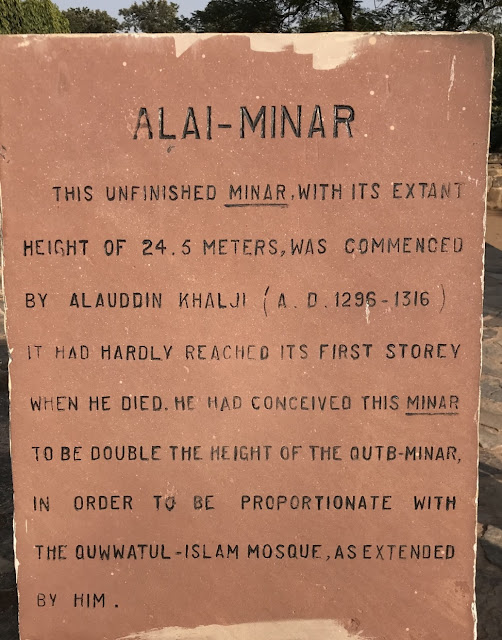 ALAI-MINAR
THIS UNFINISHED MINAR, WITH ITS EXTANT
HEIGHT OF 24.5 METERS, WAS COMMENCED
BY ALAUDDIN KHALJI (A.D. 1296-1316)
IT HAD HARDLY REACHED ITS FIRST STOREY
WHEN HE DIED. HE HAD CONCEIVED THIS MINAR
TO BE DOUBLE THE HEIGHT OF THE QUTB-MINAR,
IN ORDER TO BE PROPORTIONATE WITH
THE QUWWATUL-ISLAM MOSQUE, AS EXTENDED
BY HIM.